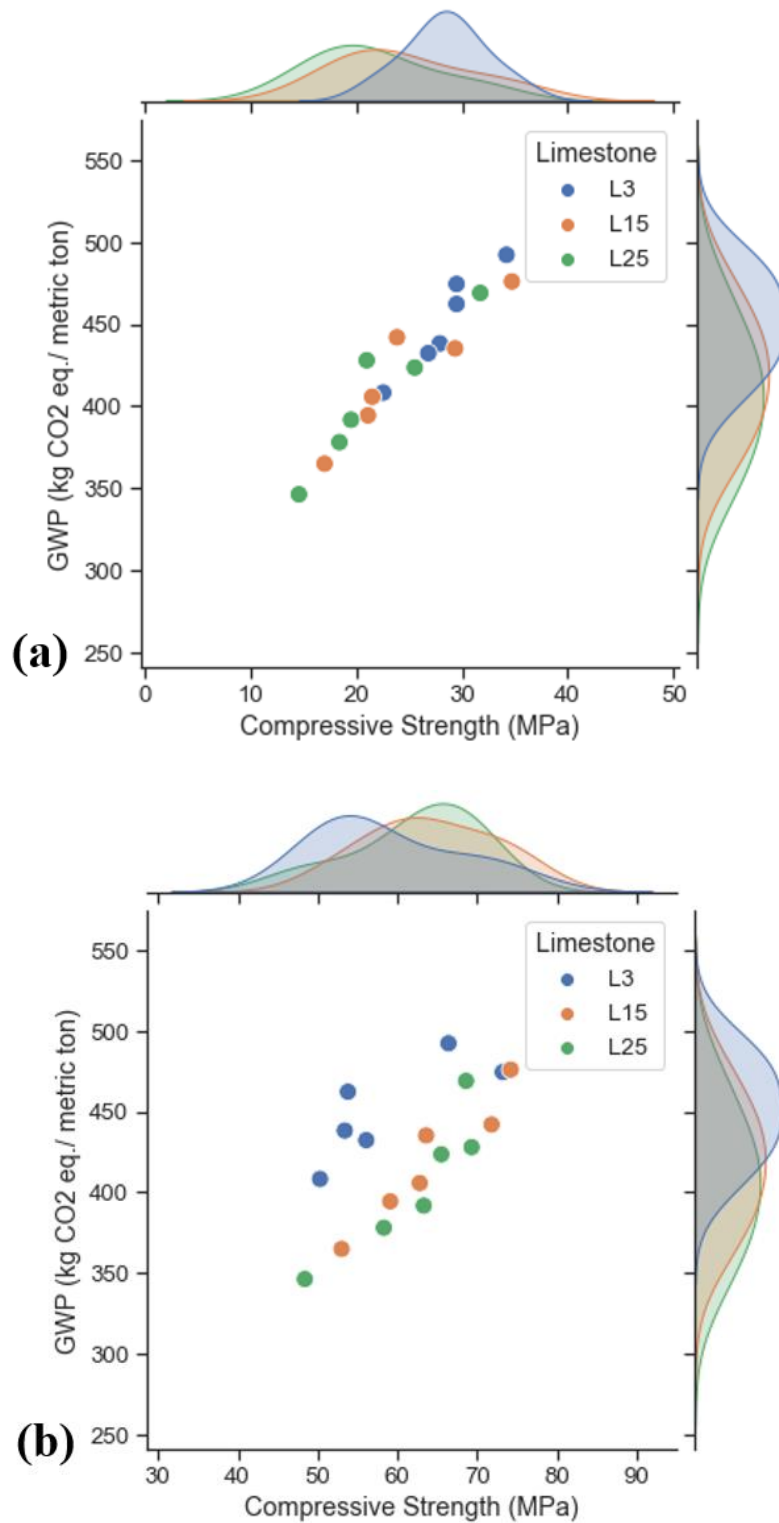 Limestone
L3
L15
L25
550
500
450
400
350
300
250
GWP (kg CO2 eq./ metric ton)
(a)
0 10 20 30 40 50
Compressive Strength (MPa)
Limestone
L3
L15
L25
550
500
450
400
350
300
250
GWP (kg CO2 eq./ metric ton)
(b)
30 40 50 60 70 80 90
Compressive Strength (MPa)